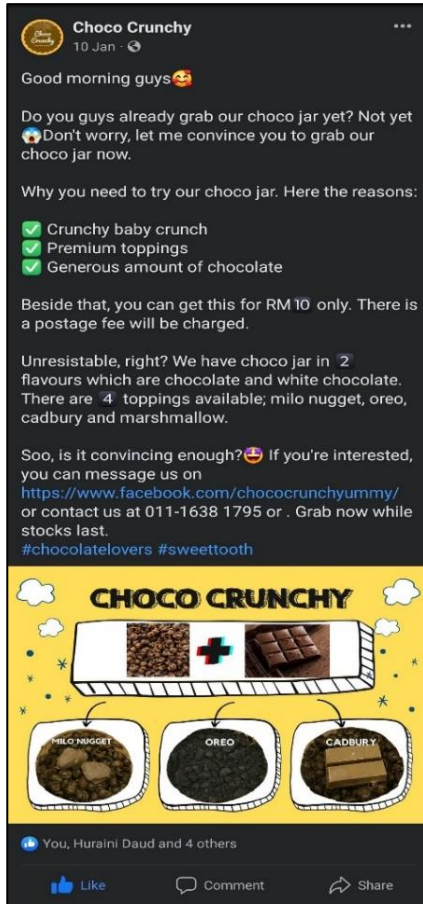 Choco Crunchy
Choco Crunchy
10 Jan ·
Good morning guys🥰
Do you guys already grab our choco jar yet? Not yet
😱Don't worry, let me convince you to grab our
choco jar now.
Why you need to try our choco jar. Here the reasons:
✅ Crunchy baby crunch
✅ Premium toppings
✅ Generous amount of chocolate
Beside that, you can get this for RM 10 only. There is
a postage fee will be charged.
Unresistable, right? We have choco jar in 2
flavours which are chocolate and white chocolate.
There are 4 toppings available; milo nugget, oreo,
cadbury and marshmallow.
Soo, is it convincing enough?🤩 If you're interested,
you can message us on
https://www.facebook.com/chococrunchyummy/
or contact us at 011-1638 1795 or . Grab now while
stocks last.
#chocolatelovers #sweettooth
CHOCO CRUNCHY
MILO NUGGET
OREO
CADBURY
You, Huraini Daud and 4 others
Like
Comment
Share